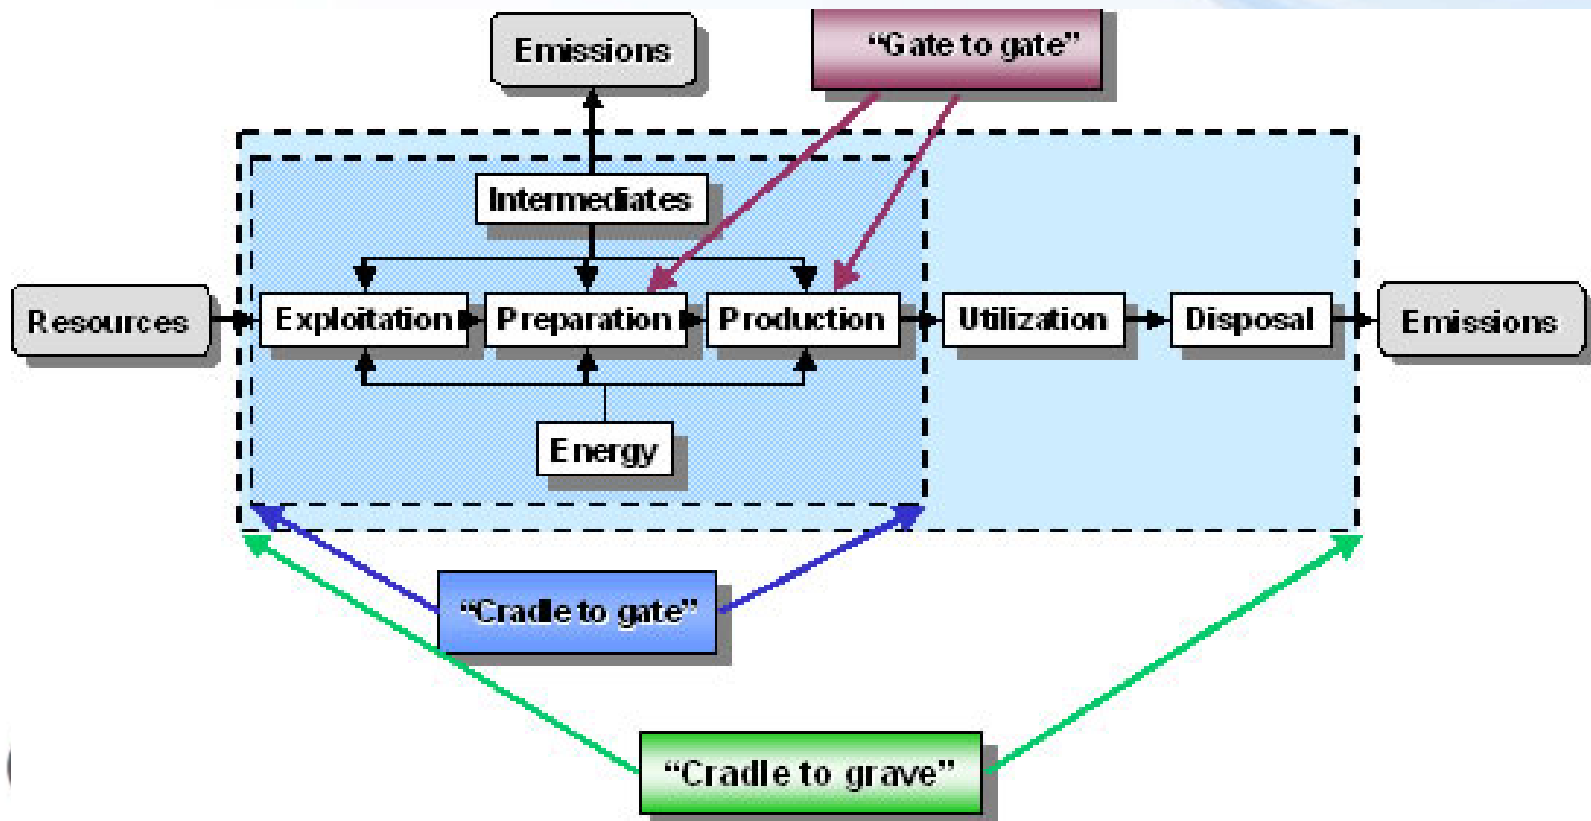 Emissions
“Gate to gate”
Intermediates
Resources
Exploitation
Preparation
Production
Utilization
Disposal
Emissions
Energy
“Cradle to gate”
“Cradle to grave”